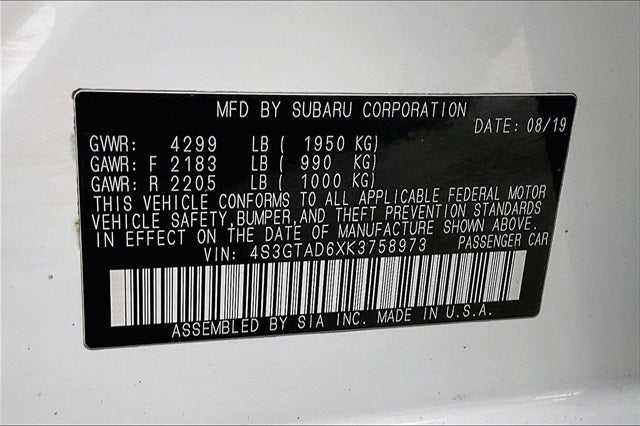 MFD BY SUBARU CORPORATION
DATE: 08/19
GVWR: 4299 LB ( 1950 KG)
GAWR: F 2183 LB ( 990 KG)
GAWR: R 2205 LB ( 1000 KG)
THIS VEHICLE CONFORMS TO ALL APPLICABLE FEDERAL MOTOR
VEHICLE SAFETY, BUMPER, AND THEFT PREVENTION STANDARDS
IN EFFECT ON THE DATE OF MANUFACTURE SHOWN ABOVE.
VIN: 4S3GTAD6XK3758973 PASSENGER CAR
ASSEMBLED BY SIA INC. MADE IN U.S.A.